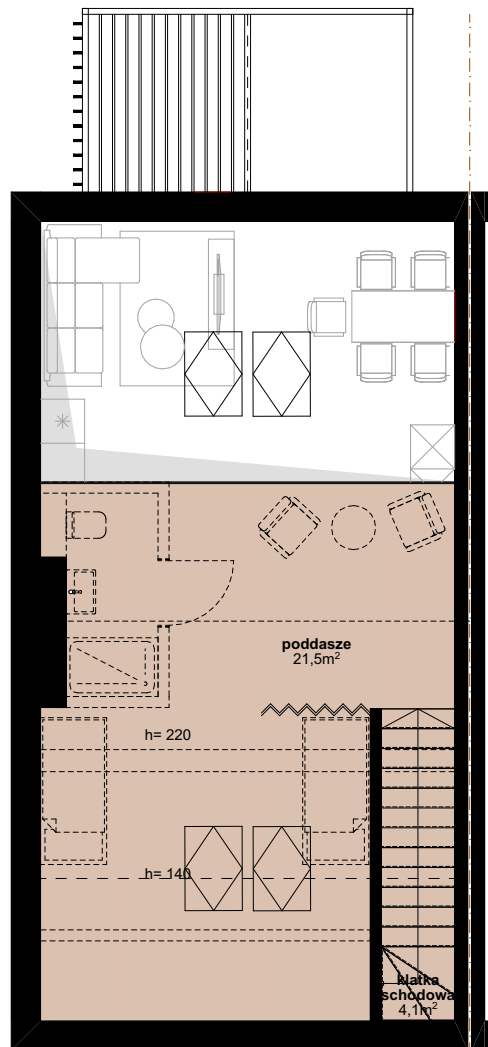 poddasze
21,5m²
h= 220
h= 140
klatka
schodowa
4,1m²